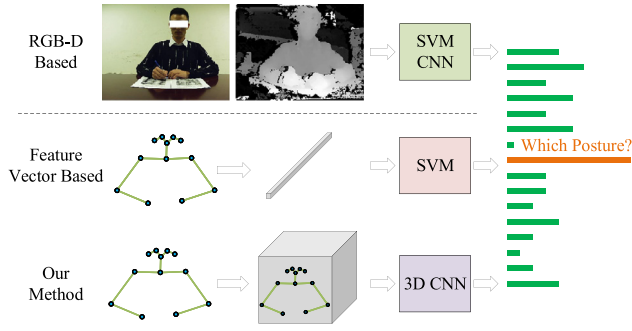 RGB-D
Based
SVM
CNN
Which Posture?
Feature
Vector Based
SVM
Our
Method
3D CNN